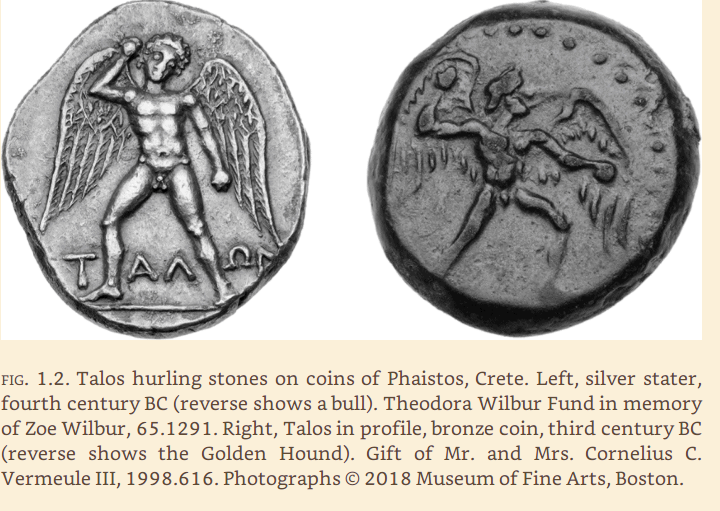 ΤΑΛΩΝ
FIG. 1.2. Talos hurling stones on coins of Phaistos, Crete. Left, silver stater,
fourth century BC (reverse shows a bull). Theodora Wilbur Fund in memory
of Zoe Wilbur, 65.1291. Right, Talos in profile, bronze coin, third century BC
(reverse shows the Golden Hound). Gift of Mr. and Mrs. Cornelius C.
Vermeule III, 1998.616. Photographs © 2018 Museum of Fine Arts, Boston.